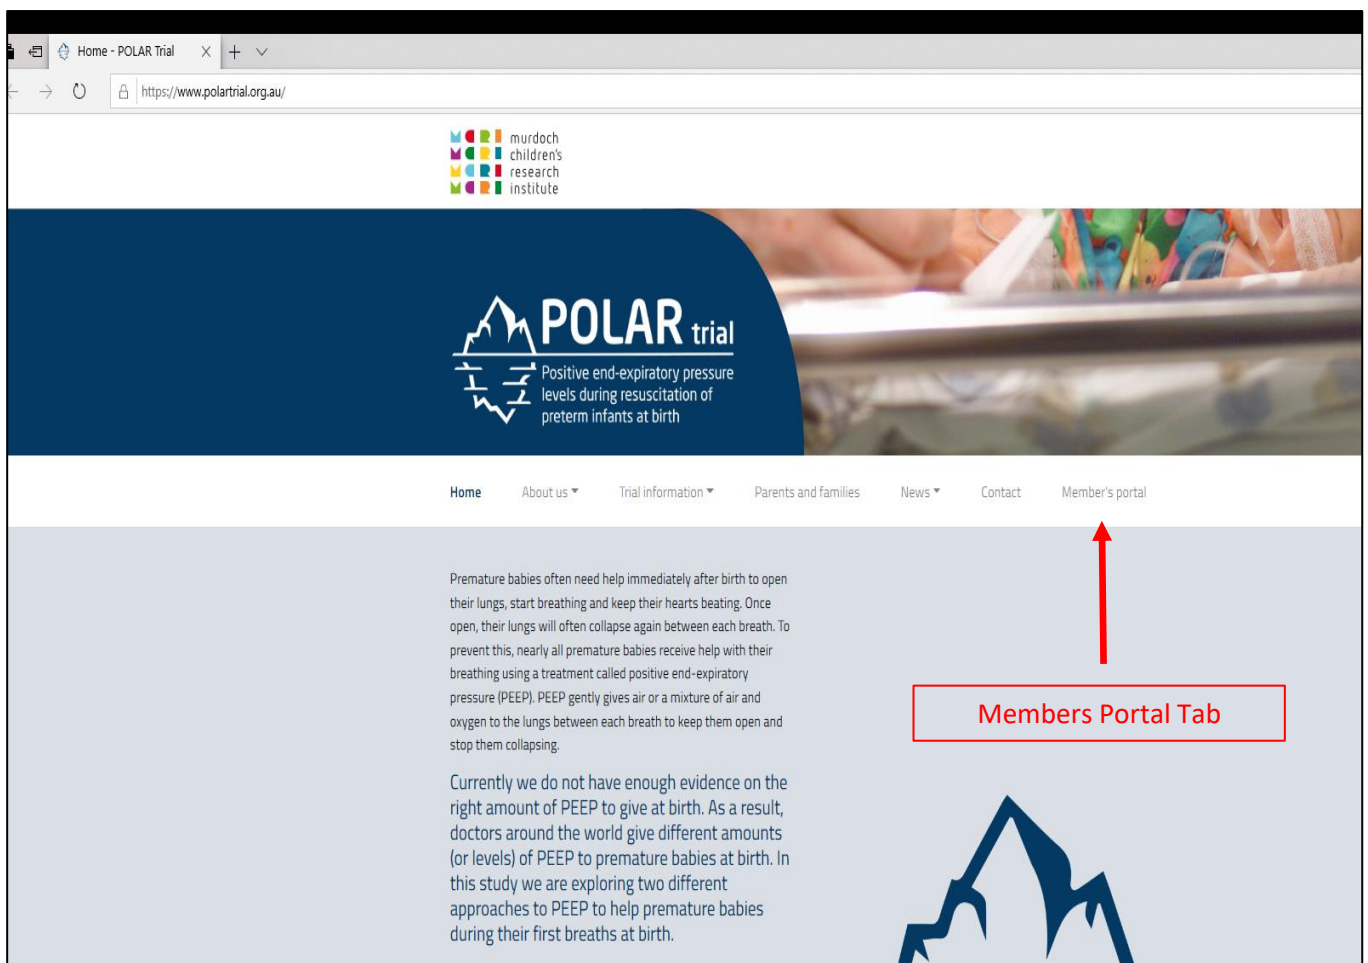 Home - POLAR Trial
https://www.polartrial.org.au/
MCRI murdoch
MCRI children's
MCRI research
MCRI institute
POLAR trial
Positive end-expiratory pressure
levels during resuscitation of
preterm infants at birth
Home About us Trial information Parents and families News Contact Member's portal
Premature babies often need help immediately after birth to open
their lungs, start breathing and keep their hearts beating. Once
open, their lungs will often collapse again between each breath. To
prevent this, nearly all premature babies receive help with their
breathing using a treatment called positive end-expiratory
pressure (PEEP). PEEP gently gives air or a mixture of air and
oxygen to the lungs between each breath to keep them open and
stop them collapsing.
Members Portal Tab
Currently we do not have enough evidence on the
right amount of PEEP to give at birth. As a result,
doctors around the world give different amounts
(or levels) of PEEP to premature babies at birth. In
this study we are exploring two different
approaches to PEEP to help premature babies
during their first breaths at birth.